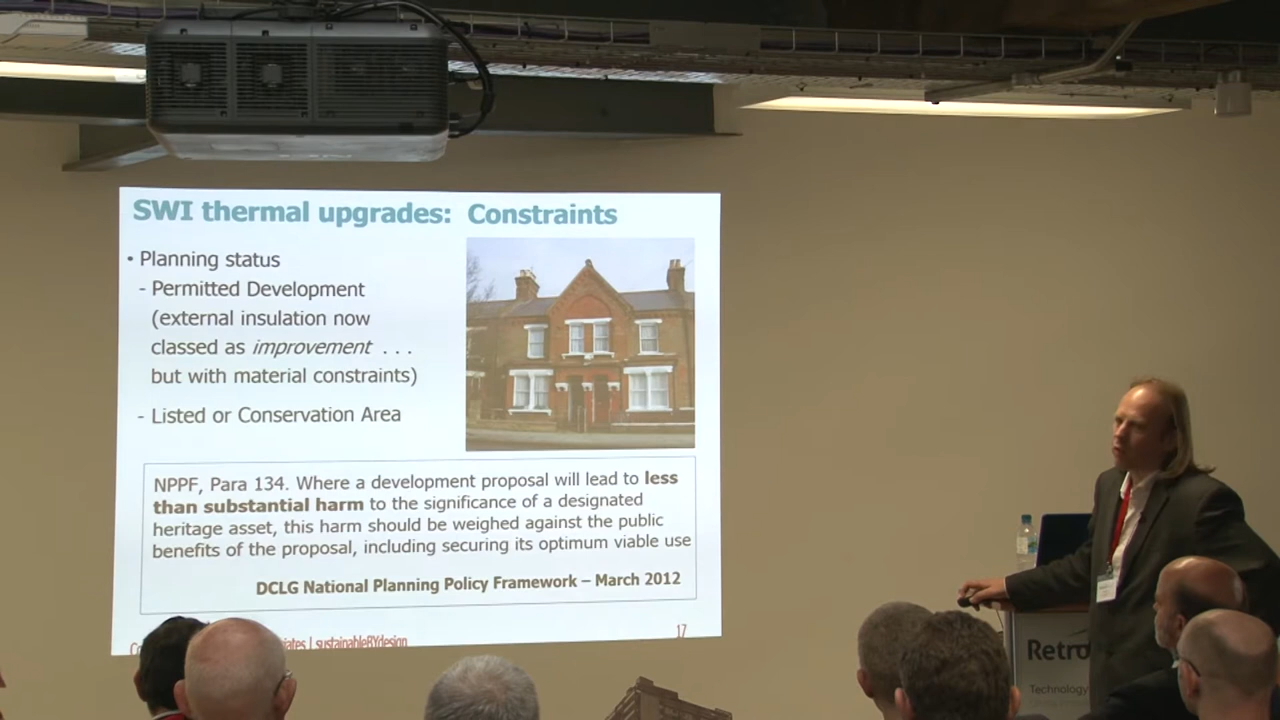 SWI thermal upgrades: Constraints
• Planning status
- Permitted Development
(external insulation now
classed as improvement . . .
but with material constraints)
- Listed or Conservation Area
NPPF, Para 134. Where a development proposal will lead to less
than substantial harm to the significance of a designated
heritage asset, this harm should be weighed against the public
benefits of the proposal, including securing its optimum viable use
DCLG National Planning Policy Framework – March 2012
| sustainableBYdesign
17
Retro
Technology